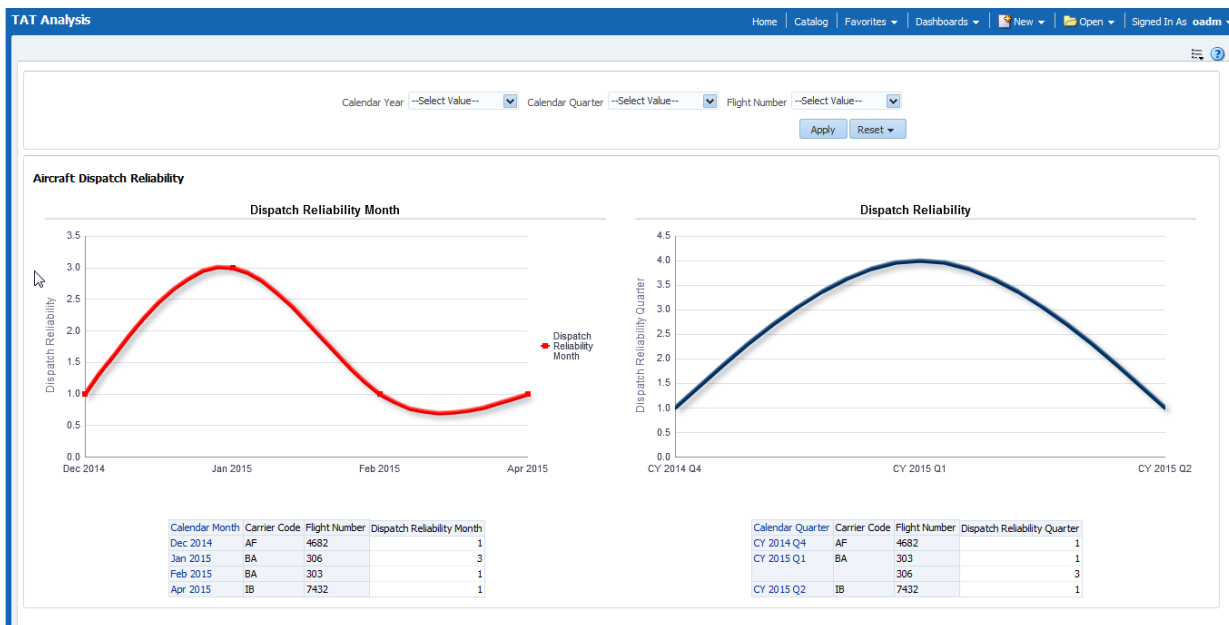 TAT Analysis
Home Catalog Favorites Dashboards New Open Signed In As oadm
Calendar Year --Select Value-- Calendar Quarter --Select Value-- Flight Number --Select Value--
Apply Reset
Aircraft Dispatch Reliability
Dispatch Reliability Month
3.5
3.0
2.5
2.0
1.5
1.0
0.5
0.0
Dispatch Reliability
Dec 2014 Jan 2015 Feb 2015 Apr 2015
Dispatch
Reliability
Month
Dispatch Reliability
4.5
4.0
3.5
3.0
2.5
2.0
1.5
1.0
0.5
0.0
Dispatch Reliability Quarter
CY 2014 Q4 CY 2015 Q1 CY 2015 Q2
Calendar Month Carrier Code Flight Number Dispatch Reliability Month
Dec 2014 AF 4682 1
Jan 2015 BA 306 3
Feb 2015 BA 303 1
Apr 2015 IB 7432 1
Calendar Quarter Carrier Code Flight Number Dispatch Reliability Quarter
CY 2014 Q4 AF 4682 1
CY 2015 Q1 BA 303 1
306 3
CY 2015 Q2 IB 7432 1